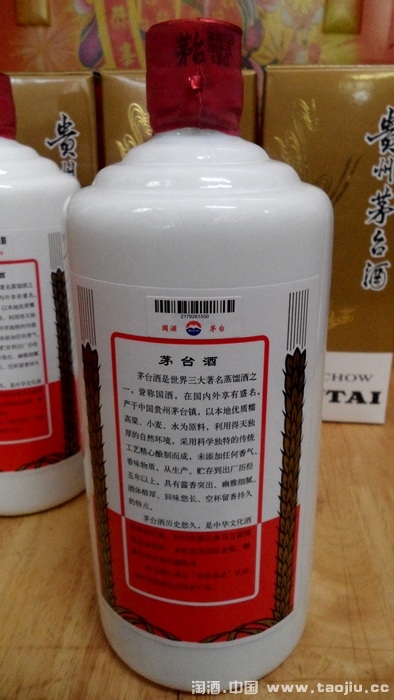 茅台
貴州茅台酒
CHOW
TAI
2179261500
国酒 茅台
茅台酒
茅台酒是世界三大著名蒸馏酒之
一，誉称国酒，在国内外享有盛名。
产于中国贵州茅台镇，以本地优质糯
高粱、小麦、水为原料，利用得天独
厚的自然环境，采用科学独特的传统
工艺精心酿制而成，未添加任何香气、
香味物质，从生产、贮存到出厂历经
五年以上，具有酱香突出、幽雅细腻、
酒体醇厚、回味悠长、空杯留香持久
的特点。
茅台酒历史悠久，是中华文化酒
淘酒.中国 www.taojiu.cc